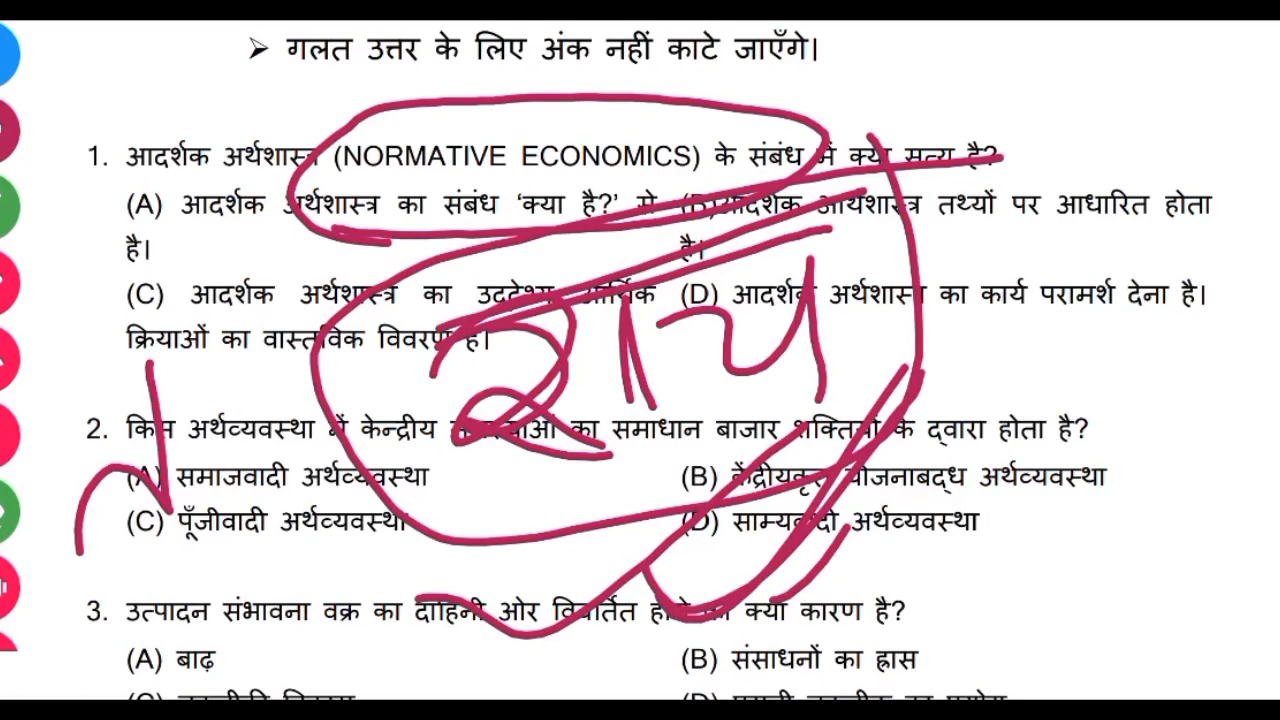 ➢ गलत उत्तर के लिए अंक नहीं काटे जाएँगे।
1. आदर्शक अर्थशास्त्र (NORMATIVE ECONOMICS) के संबंध में क्या सत्य है?
(A) आदर्शक अर्थशास्त्र का संबंध ‘क्या है?’ से है।
(B) आदर्शक अर्थशास्त्र तथ्यों पर आधारित होता है।
(C) आदर्शक अर्थशास्त्र का उद्देश्य आर्थिक
क्रियाओं का वास्तविक विवरण है।
(D) आदर्शक अर्थशास्त्र का कार्य परामर्श देना है।
राय
2. किस अर्थव्यवस्था में केन्द्रीय समस्याओं का समाधान बाजार शक्तियों के द्वारा होता है?
(A) समाजवादी अर्थव्यवस्था
(B) केंद्रीयकृत योजनाबद्ध अर्थव्यवस्था
(C) पूँजीवादी अर्थव्यवस्था
(D) साम्यवादी अर्थव्यवस्था
3. उत्पादन संभावना वक्र का दाहिनी ओर विवर्तित होने का क्या कारण है?
(A) बाढ़
(B) संसाधनों का ह्रास